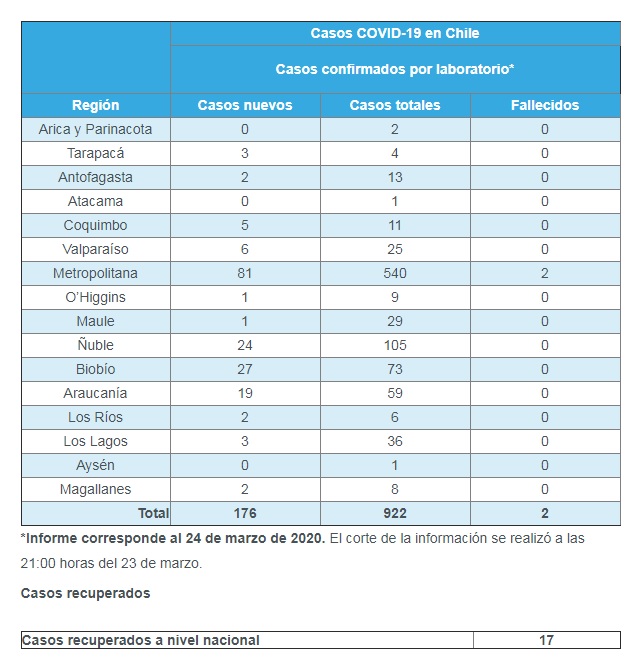 Casos COVID-19 en Chile
Casos confirmados por laboratorio*
Región Casos nuevos Casos totales Fallecidos
Arica y Parinacota 0 2 0
Tarapacá 3 4 0
Antofagasta 2 13 0
Atacama 0 1 0
Coquimbo 5 11 0
Valparaíso 6 25 0
Metropolitana 81 540 2
O’Higgins 1 9 0
Maule 1 29 0
Ñuble 24 105 0
Biobío 27 73 0
Araucanía 19 59 0
Los Ríos 2 6 0
Los Lagos 3 36 0
Aysén 0 1 0
Magallanes 2 8 0
Total 176 922 2
*Informe corresponde al 24 de marzo de 2020. El corte de la información se realizó a las
21:00 horas del 23 de marzo.
Casos recuperados
Casos recuperados a nivel nacional 17